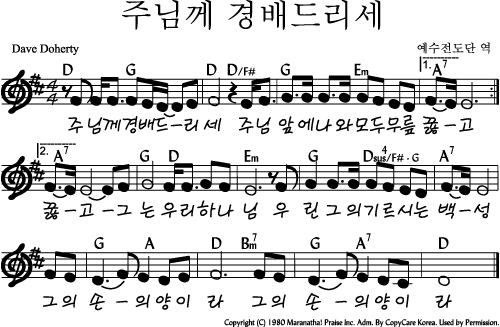 주님께 경배드리세
Dave Doherty 예수전도단 역
D G D D/F# G Em 1. A7
4/4
주님께경배드-리세 주님 앞에나와모두무릎 꿇-고
2. A7 G D Em G D Dsus4/F# · G
꿇-고-그 는 우리하나 님 우 린 그의기르시는 백-성
G A D Bm7 G A7 D
그의 손-의양이 라 그의 손-의양이 라
Copyright (C) 1980 Maranatha! Praise Inc. Adm. By CopyCare Korea. Used by Permission.